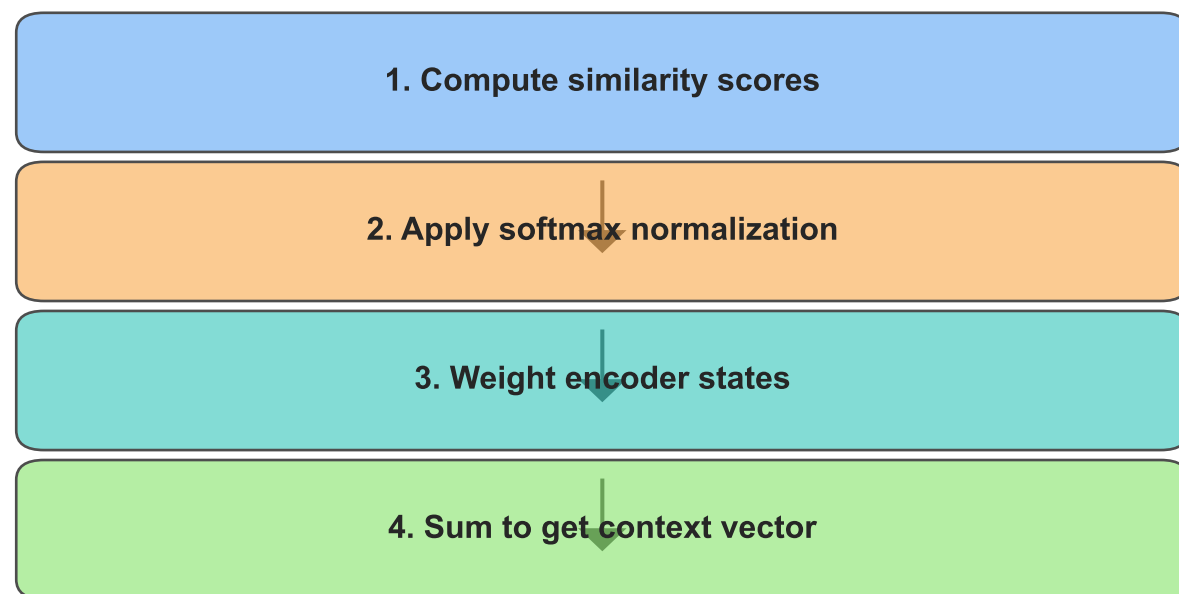 1. Compute similarity scores
2. Apply softmax normalization
3. Weight encoder states
4. Sum to get context vector